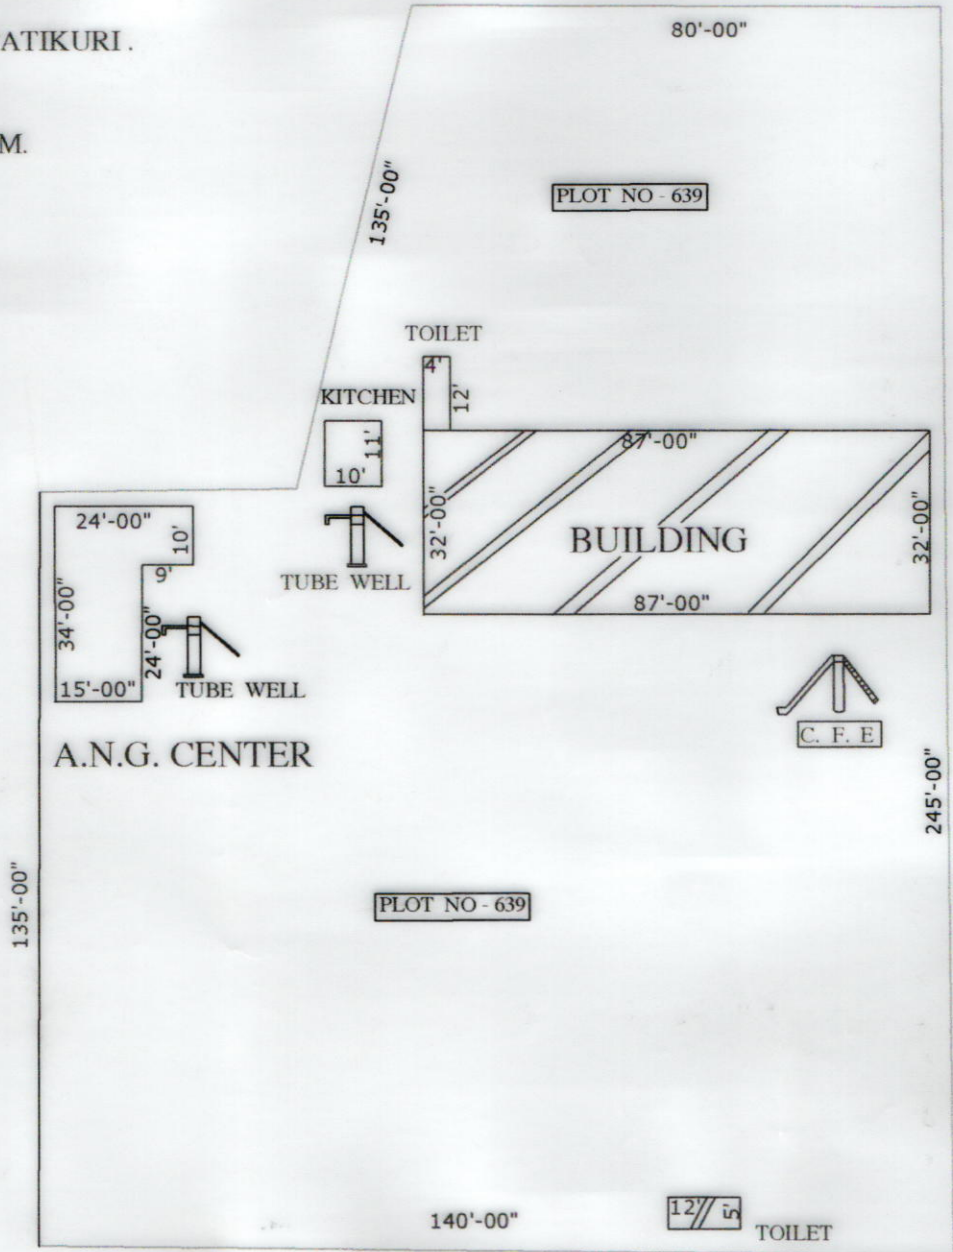 ATIKURI.
80'-00"
M.
135'-00"
PLOT NO - 639
TOILET
4'
12'
KITCHEN
11'
10'
87'-00"
32'-00"
BUILDING
32'-00"
87'-00"
TUBE WELL
24'-00"
10'
9'
34'-00"
24'-00"
15'-00"
TUBE WELL
A.N.G. CENTER
C. F. E
245'-00"
135'-00"
PLOT NO - 639
140'-00"
12'
5'
TOILET